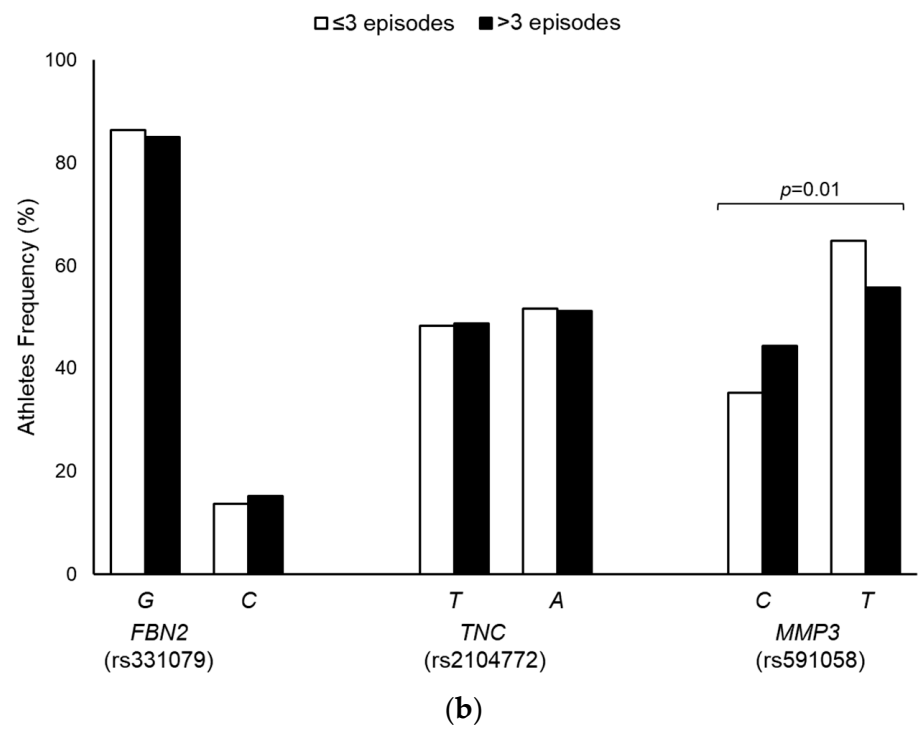 ≤3 episodes >3 episodes
100
80
60
40
20
0
Athletes Frequency (%)
p=0.01
G C T A C T
FBN2 TNC MMP3
(rs331079) (rs2104772) (rs591058)
(b)